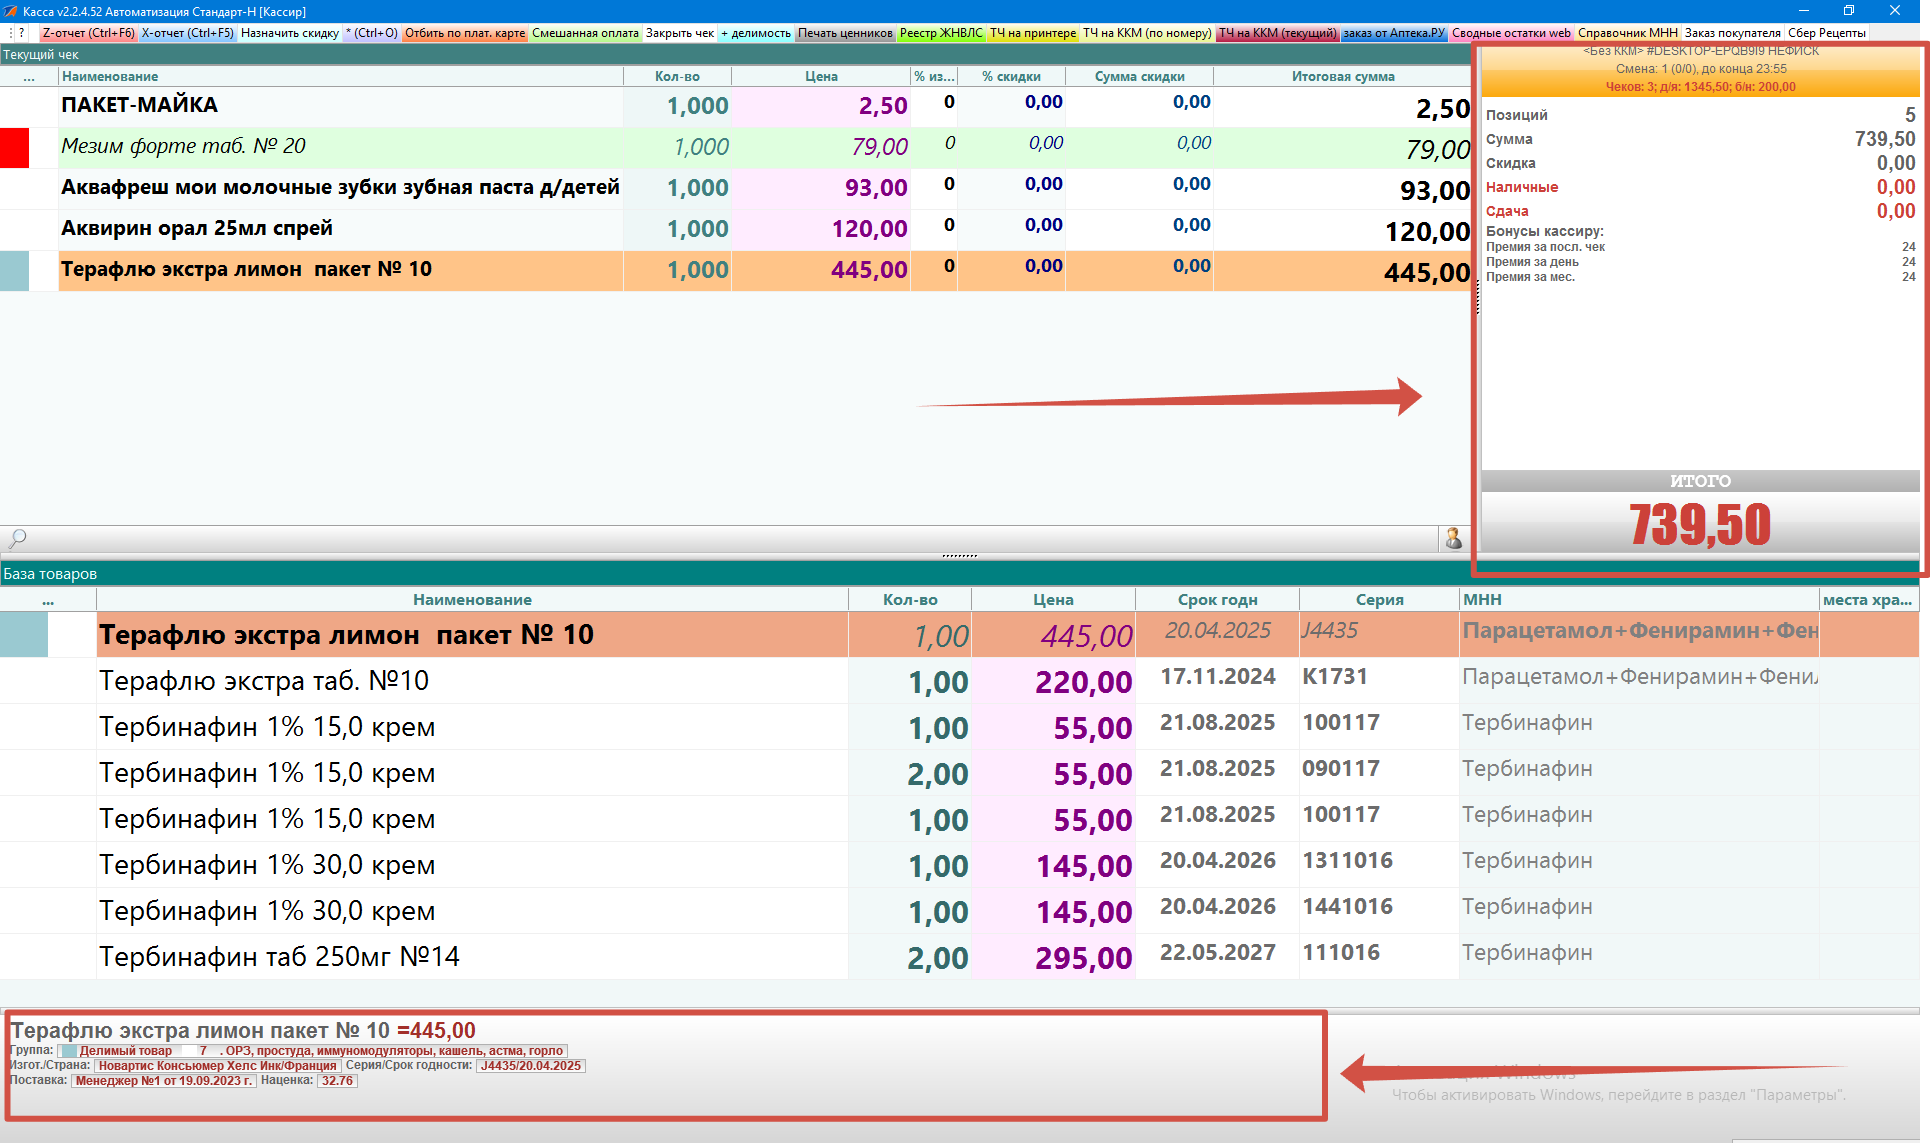 Касса v2.2.4.52 Автоматизация Стандарт-Н [Кассир]
? Z-отчет (Ctrl+F6) X-отчет (Ctrl+F5) Назначить скидку * (Ctrl+O) Отбить по плат. карте Смешанная оплата Закрыть чек + делимость Печать ценников Реестр ЖНВЛС ТЧ на принтере ТЧ на ККМ (по номеру) ТЧ на ККМ (текущий) заказ от Аптека.РУ Сводные остатки web Справочник МНН Заказ покупателя Сбер Рецепты
Текущий чек
... Наименование Кол-во Цена % из... % скидки Сумма скидки Итоговая сумма
ПАКЕТ-МАЙКА 1,000 2,50 0 0,00 0,00 2,50
Мезим форте таб. № 20 1,000 79,00 0 0,00 0,00 79,00
Аквафреш мои молочные зубки зубная паста д/детей 1,000 93,00 0 0,00 0,00 93,00
Аквирин орал 25мл спрей 1,000 120,00 0 0,00 0,00 120,00
Терафлю экстра лимон пакет № 10 1,000 445,00 0 0,00 0,00 445,00
<Без ККМ> #DESKTOP-EPQB9I9 НЕФИСК
Смена: 1 (0/0), до конца 23:55
Чеков: 3; д/я: 1345,50; б/н: 200,00
Позиций 5
Сумма 739,50
Скидка 0,00
Наличные 0,00
Сдача 0,00
Бонусы кассиру:
Премия за посл. чек 24
Премия за день 24
Премия за мес. 24
ИТОГО
739,50
База товаров
... Наименование Кол-во Цена Срок годн Серия МНН места хра...
Терафлю экстра лимон пакет № 10 1,00 445,00 20.04.2025 J4435 Парацетамол+Фенирамин+Фен
Терафлю экстра таб. №10 1,00 220,00 17.11.2024 K1731 Парацетамол+Фенирамин+Фенил
Тербинафин 1% 15,0 крем 1,00 55,00 21.08.2025 100117 Тербинафин
Тербинафин 1% 15,0 крем 2,00 55,00 21.08.2025 090117 Тербинафин
Тербинафин 1% 15,0 крем 1,00 55,00 21.08.2025 100117 Тербинафин
Тербинафин 1% 30,0 крем 1,00 145,00 20.04.2026 1311016 Тербинафин
Тербинафин 1% 30,0 крем 1,00 145,00 20.04.2026 1441016 Тербинафин
Тербинафин таб 250мг №14 2,00 295,00 22.05.2027 111016 Тербинафин
Терафлю экстра лимон пакет № 10 =445,00
Группа: Делимый товар 7 . ОРЗ, простуда, иммуномодуляторы, кашель, астма, горло
Изгот./Страна: Новартис Консьюмер Хелс Инк/Франция Серия/Срок годности: J4435/20.04.2025
Поставка: Менеджер №1 от 19.09.2023 г. Наценка: 32.76
Windows
Чтобы активировать Windows, перейдите в раздел "Параметры".